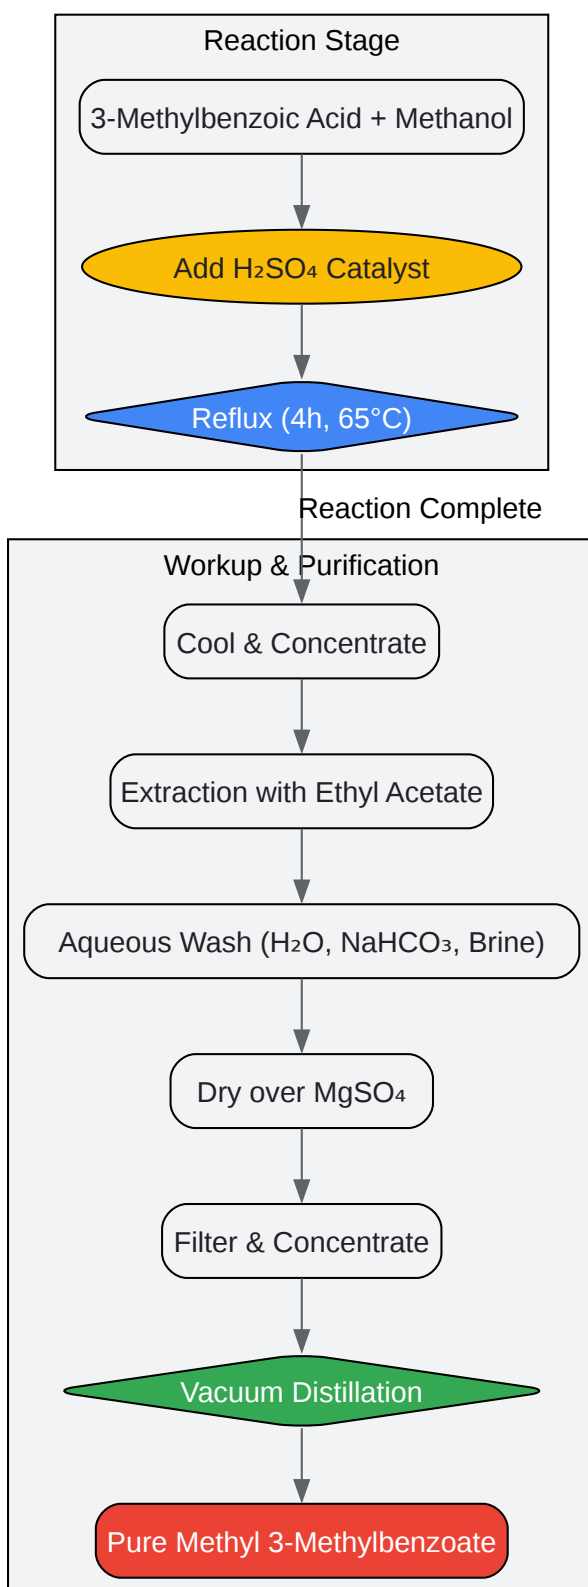 Reaction Stage
3-Methylbenzoic Acid + Methanol
Add H₂SO₄ Catalyst
Reflux (4h, 65°C)
Reaction Complete
Workup & Purification
Cool & Concentrate
Extraction with Ethyl Acetate
Aqueous Wash (H₂O, NaHCO₃, Brine)
Dry over MgSO₄
Filter & Concentrate
Vacuum Distillation
Pure Methyl 3-Methylbenzoate